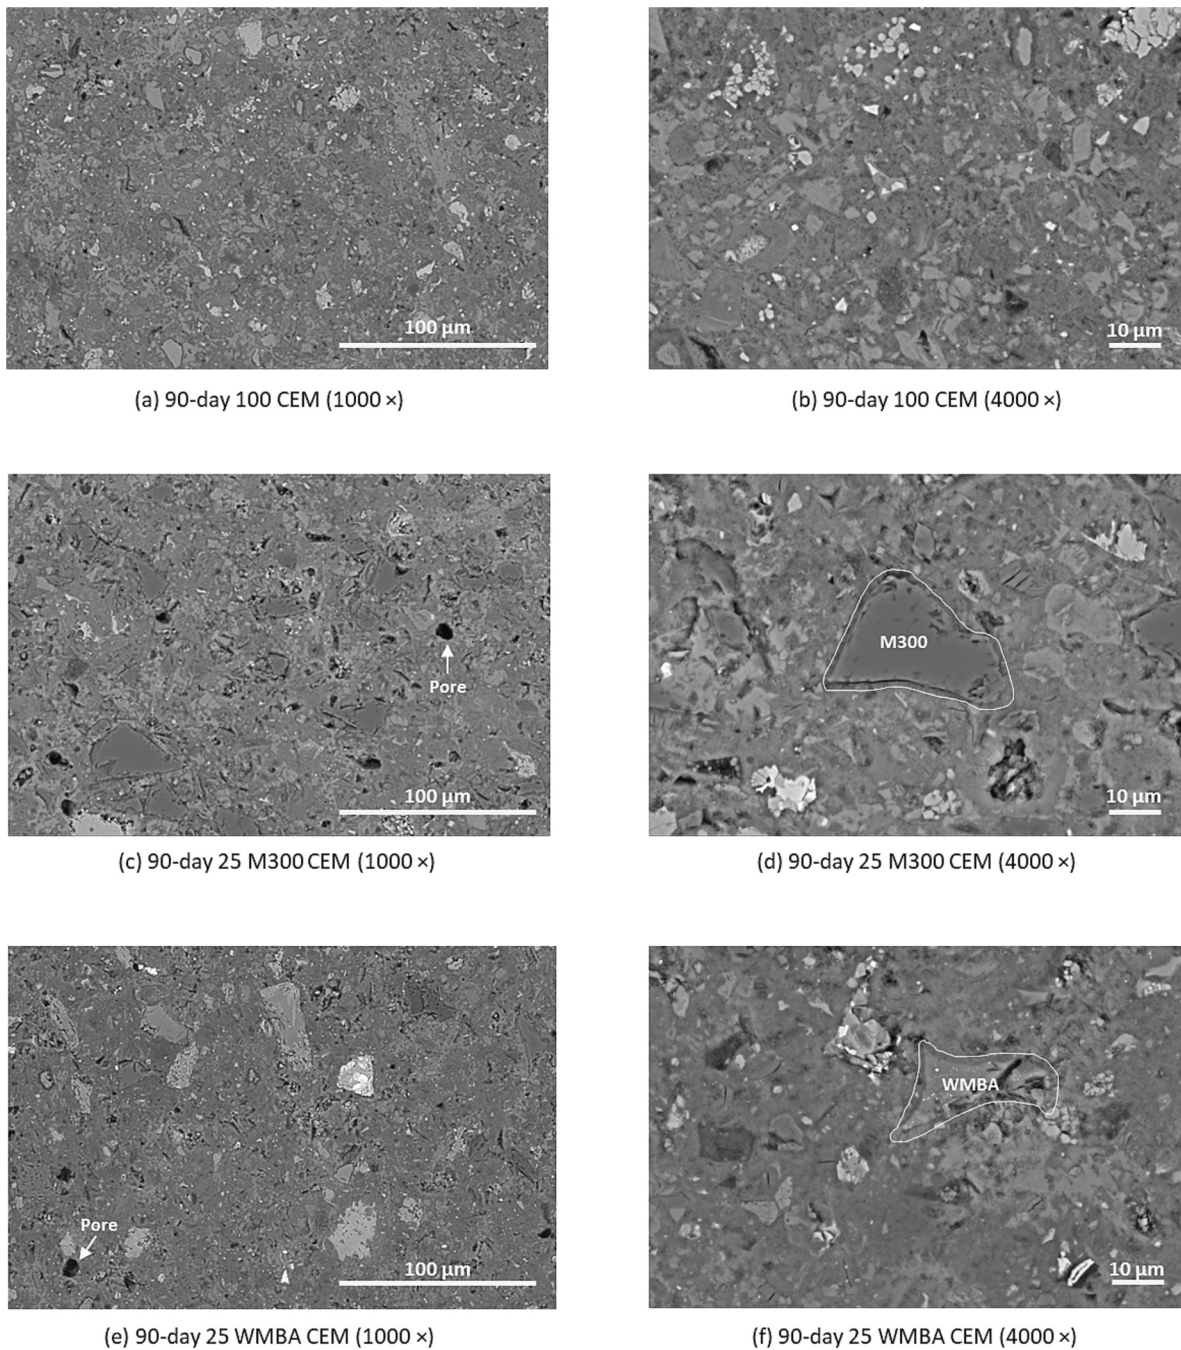 100 µm
10 µm
(a) 90-day 100 CEM (1000 ×)
(b) 90-day 100 CEM (4000 ×)
Pore
100 µm
M300
10 µm
(c) 90-day 25 M300 CEM (1000 ×)
(d) 90-day 25 M300 CEM (4000 ×)
Pore
100 µm
WMBA
10 µm
(e) 90-day 25 WMBA CEM (1000 ×)
(f) 90-day 25 WMBA CEM (4000 ×)